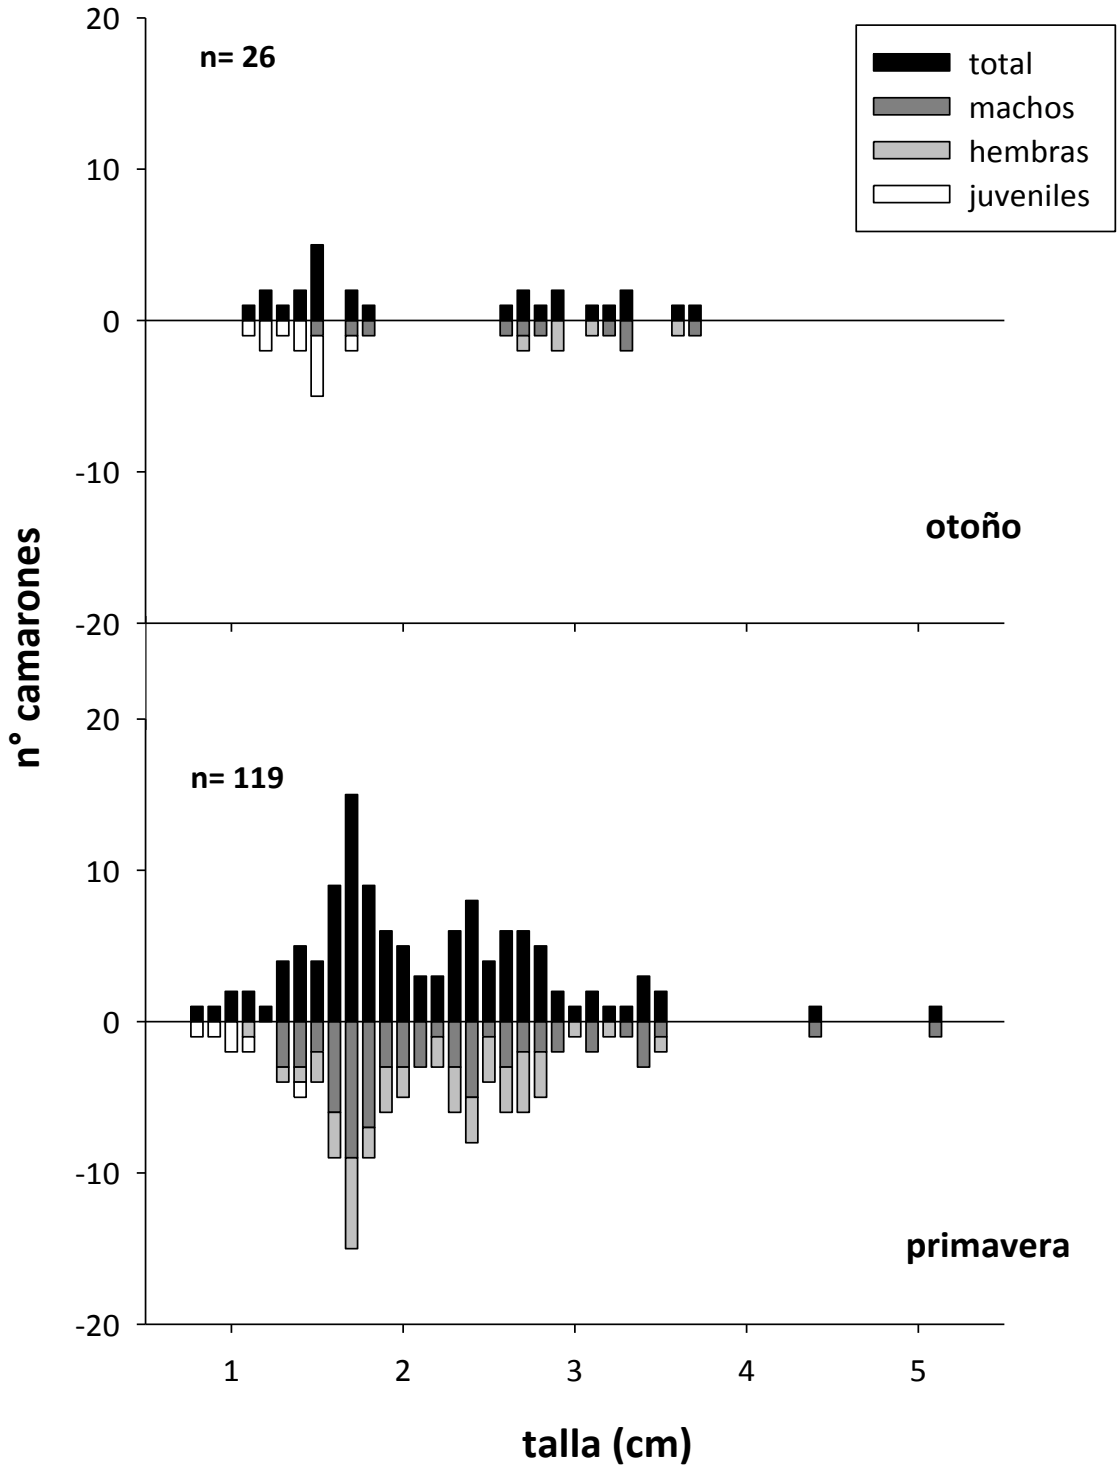 20
n= 26
total
machos
hembras
juveniles
10
0
-10
otoño
-20
n° camarones
20
n= 119
10
0
-10
primavera
-20
1 2 3 4 5
talla (cm)